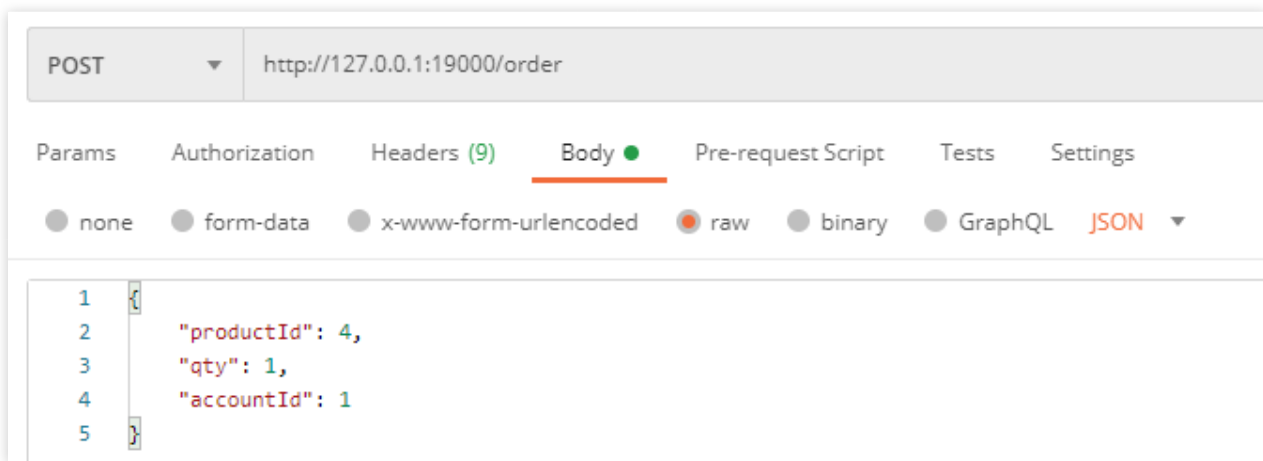 POST http://127.0.0.1:19000/order
Params Authorization Headers (9) Body Pre-request Script Tests Settings
none form-data x-www-form-urlencoded raw binary GraphQL JSON
1 {
2 "productId": 4,
3 "qty": 1,
4 "accountId": 1
5 }